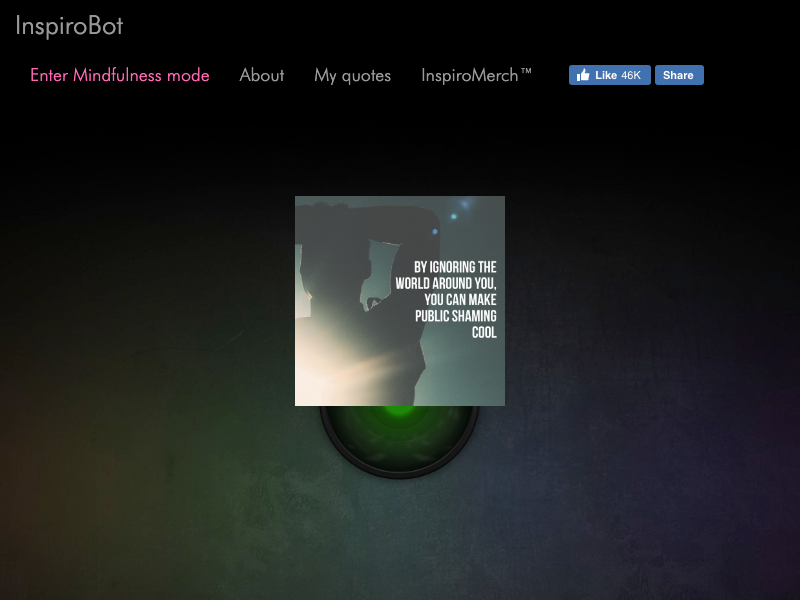 InspiroBot
Enter Mindfulness mode About My quotes InspiroMerch™ Like 46K Share
BY IGNORING THE
WORLD AROUND YOU,
YOU CAN MAKE
PUBLIC SHAMING
COOL